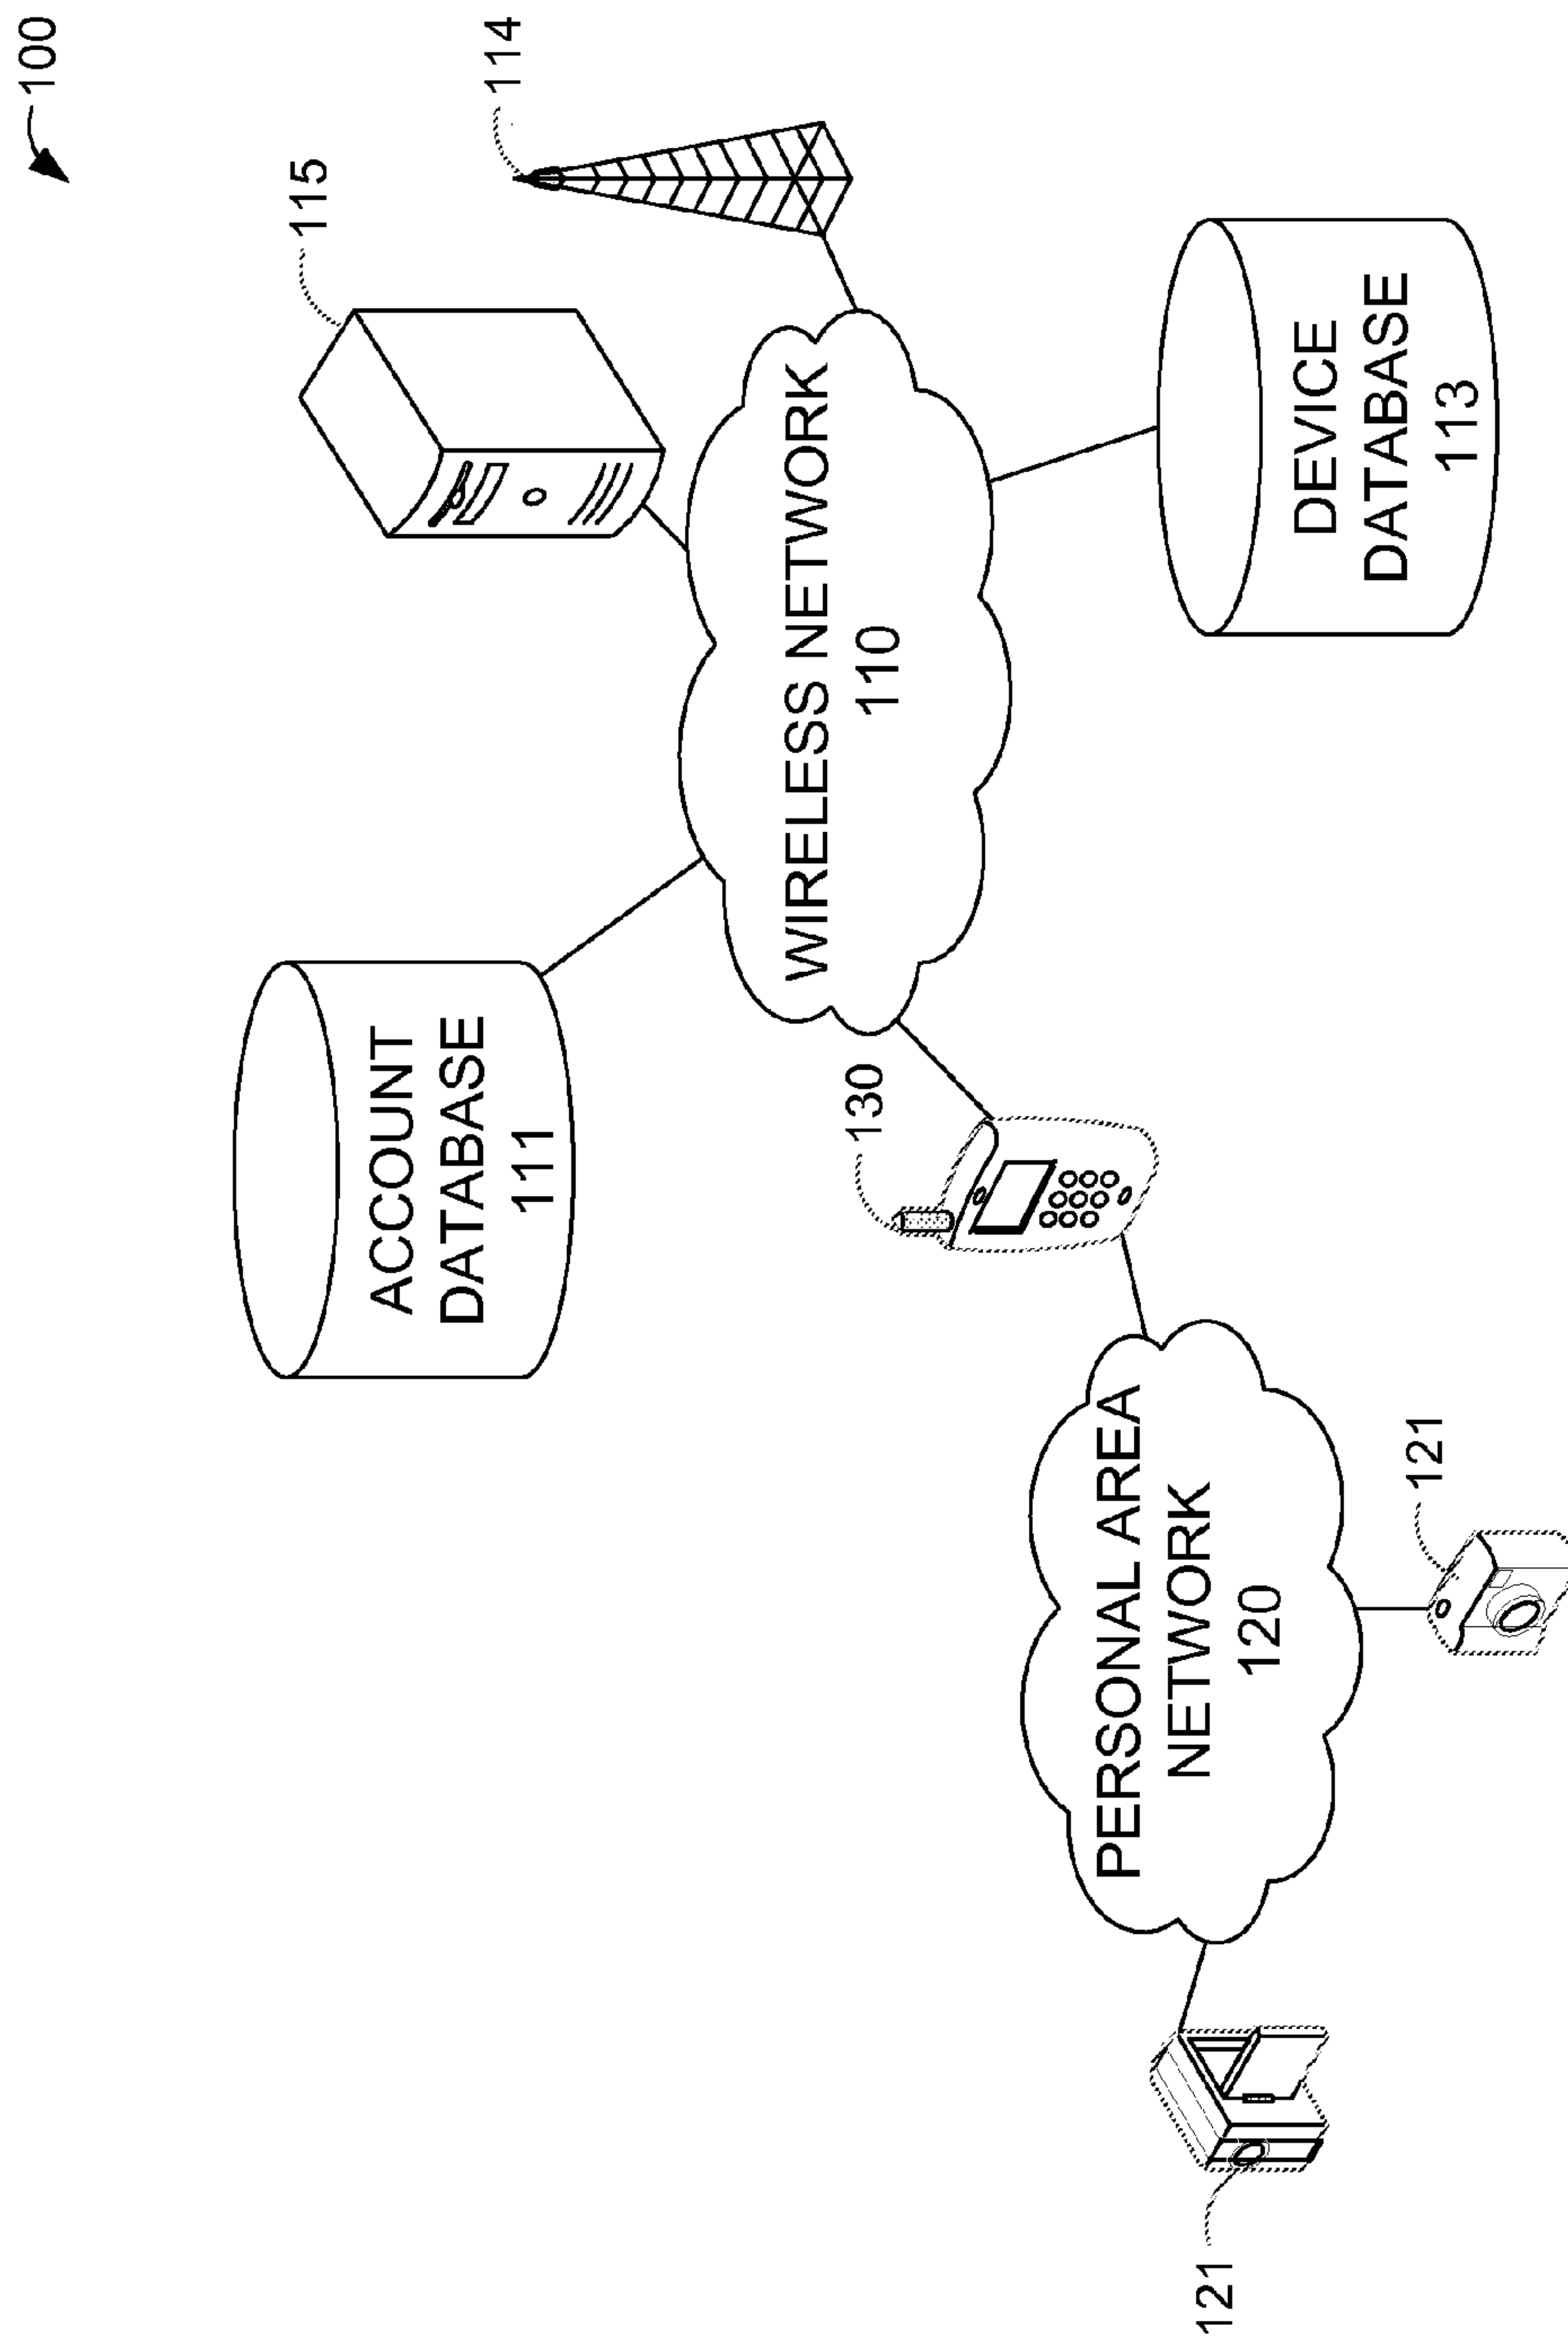 100
115
114
ACCOUNT
DATABASE
111
WIRELESS NETWORK
110
130
DEVICE
DATABASE
113
PERSONAL AREA
NETWORK
120
121
121